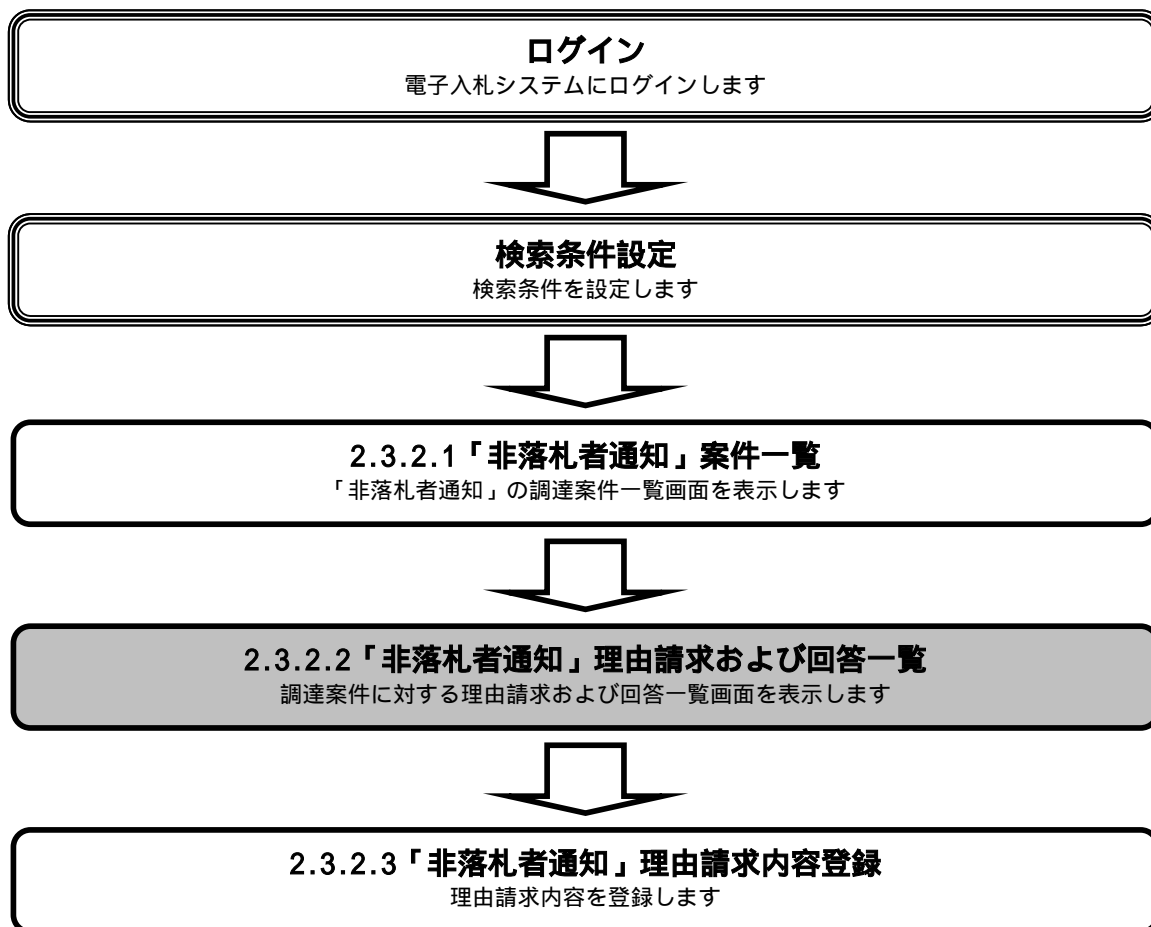 ログイン
電子入札システムにログインします
検索条件設定
検索条件を設定します
2.3.2.1「非落札者通知」案件一覧
「非落札者通知」の調達案件一覧画面を表示します
2.3.2.2「非落札者通知」理由請求および回答一覧
調達案件に対する理由請求および回答一覧画面を表示します
2.3.2.3「非落札者通知」理由請求内容登録
理由請求内容を登録します